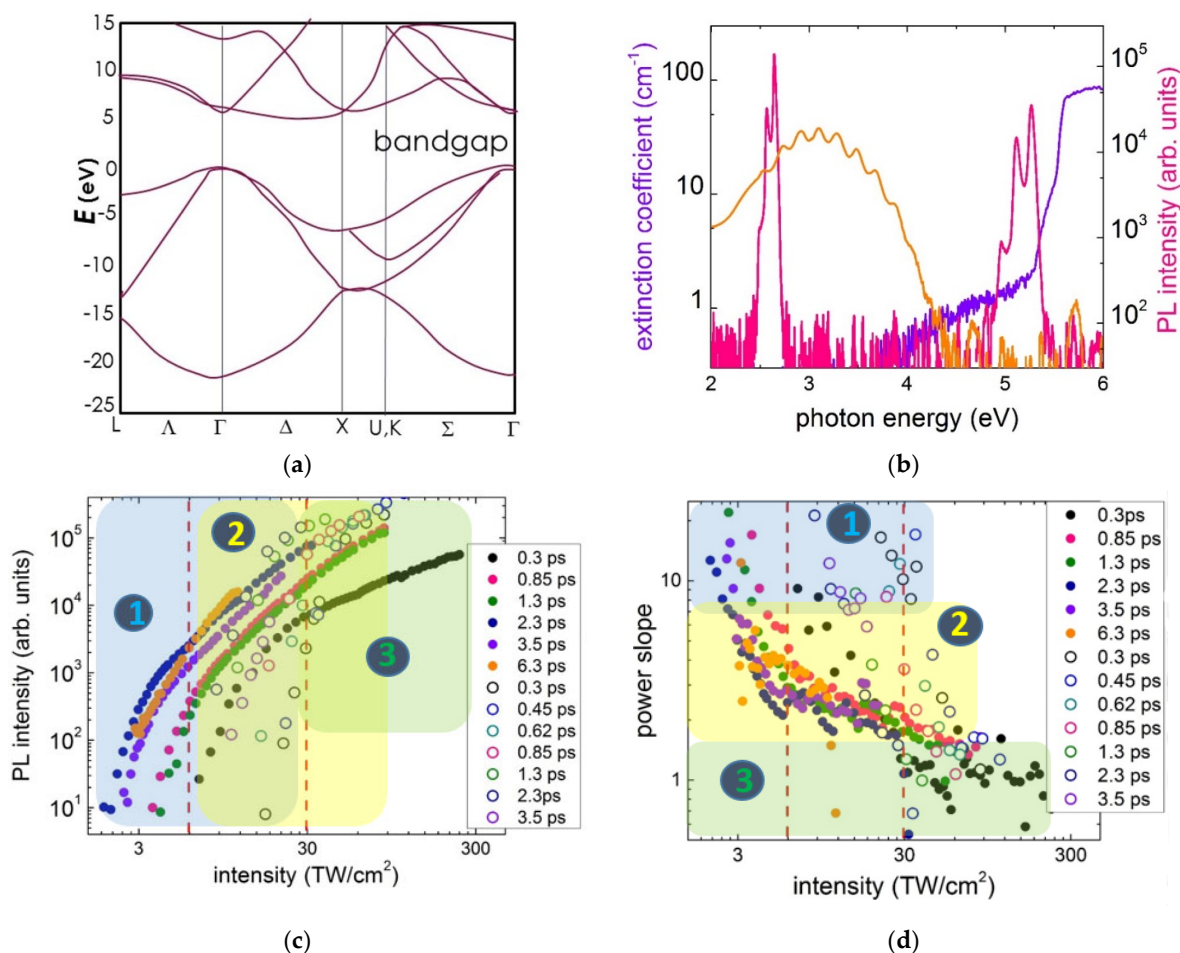 15
10
5
0
-5
-10
-15
-20
-25
E (eV)
bandgap
L Λ Γ Δ X U,K Σ Γ
(a)
100
10
1
extinction coefficient (cm-1)
10^5
10^4
10^3
10^2
PL intensity (arb. units)
2 3 4 5 6
photon energy (eV)
(b)
10^5
10^4
10^3
10^2
10^1
PL intensity (arb. units)
1
2
3
0.3 ps
0.85 ps
1.3 ps
2.3 ps
3.5 ps
6.3 ps
0.3 ps
0.45 ps
0.62 ps
0.85 ps
1.3 ps
2.3ps
3.5 ps
3 30 300
intensity (TW/cm²)
(c)
10
1
power slope
1
2
3
0.3ps
0.85 ps
1.3 ps
2.3 ps
3.5 ps
6.3 ps
0.3 ps
0.45 ps
0.62 ps
0.85 ps
1.3 ps
2.3 ps
3.5 ps
3 30 300
intensity (TW/cm²)
(d)